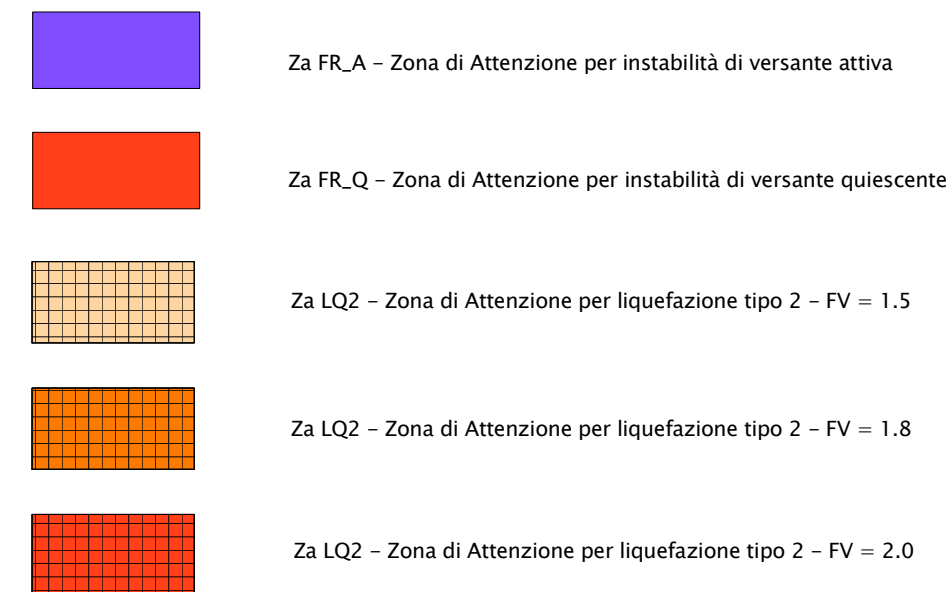 Za FR_A - Zona di Attenzione per instabilità di versante attiva
Za FR_Q - Zona di Attenzione per instabilità di versante quiescente
Za LQ2 - Zona di Attenzione per liquefazione tipo 2 - FV = 1.5
Za LQ2 - Zona di Attenzione per liquefazione tipo 2 - FV = 1.8
Za LQ2 - Zona di Attenzione per liquefazione tipo 2 - FV = 2.0